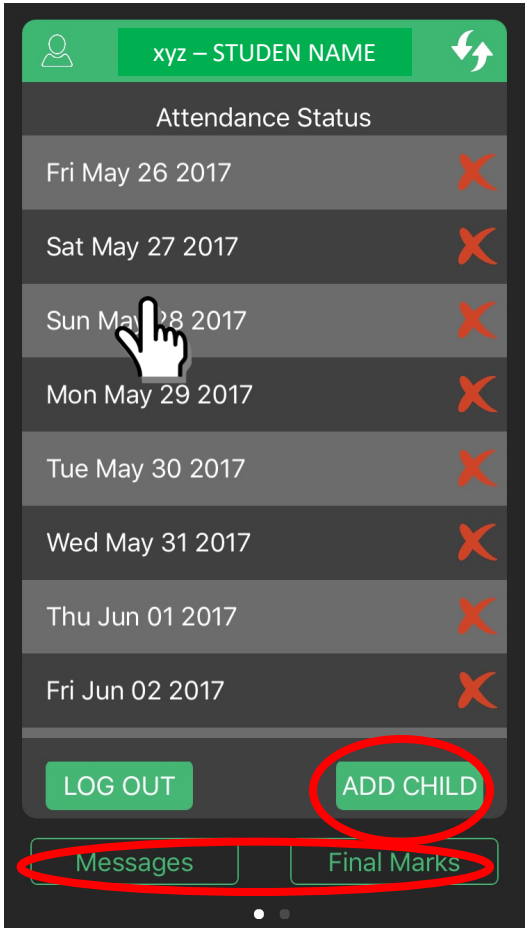 xyz – STUDEN NAME
Attendance Status
Fri May 26 2017
Sat May 27 2017
Sun May 28 2017
Mon May 29 2017
Tue May 30 2017
Wed May 31 2017
Thu Jun 01 2017
Fri Jun 02 2017
LOG OUT
ADD CHILD
Messages
Final Marks